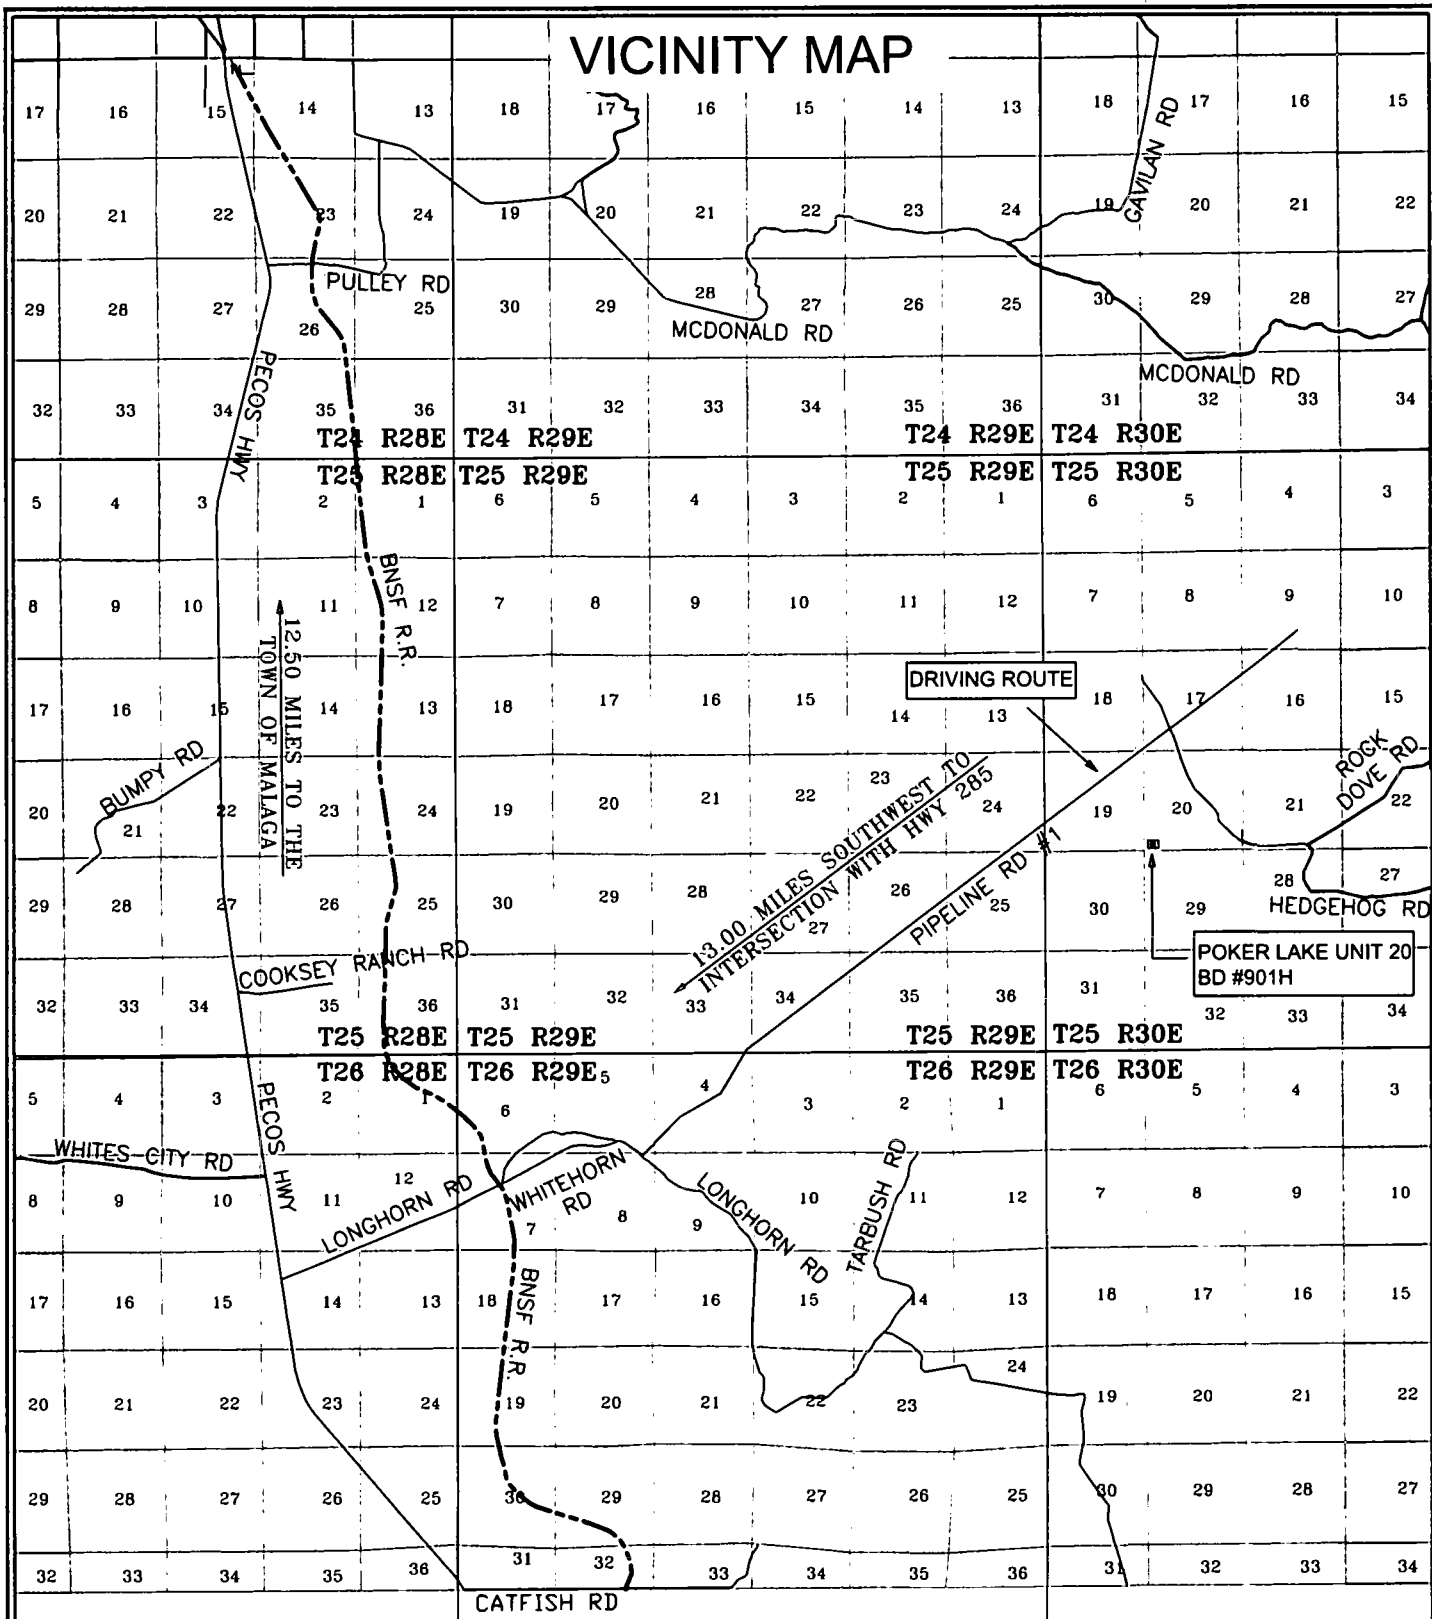 VICINITY MAP
17 16 15 14 13 18 17 16 15 14 13 18 17 16 15
GAVILAN RD
20 21 22 23 24 19 20 21 22 23 24 19 20 21 22
PULLEY RD
29 28 27 26 25 30 29 28 27 26 25 30 29 28 27
MCDONALD RD
MCDONALD RD
PECOS HWY
32 33 34 35 36 31 32 33 34 35 36 31 32 33 34
T24 R28E T24 R29E T24 R29E T24 R30E
T25 R28E T25 R29E T25 R29E T25 R30E
5 4 3 2 1 6 5 4 3 2 1 6 5 4 3
BNSF R.R.
8 9 10 11 12 7 8 9 10 11 12 7 8 9 10
12.50 MILES TO THE
TOWN OF MALAGA
DRIVING ROUTE
17 16 15 14 13 18 17 16 15 14 13 18 17 16 15
BUMPY RD
ROCK
DOVE RD
20 21 22 23 24 19 20 21 22 23 24 19 20 21 22
13.00 MILES SOUTHWEST TO
INTERSECTION WITH HWY 285
PIPELINE RD #1
29 28 27 26 25 30 29 28 27 26 25 30 29 28 27
HEDGEHOG RD
COOKSEY RANCH RD
POKER LAKE UNIT 20
BD #901H
32 33 34 35 36 31 32 33 34 35 36 31 32 33 34
T25 R28E T25 R29E T25 R29E T25 R30E
T26 R28E T26 R29E T26 R29E T26 R30E
5 4 3 2 1 6 5 4 3 2 1 6 5 4 3
PECOS HWY
WHITES CITY RD
LONGHORN RD
WHITEHORN
RD
LONGHORN RD
TARBUSH RD
8 9 10 11 12 7 8 9 10 11 12 7 8 9 10
BNSF R.R.
17 16 15 14 13 18 17 16 15 14 13 18 17 16 15
20 21 22 23 24 19 20 21 22 23 24 19 20 21 22
29 28 27 26 25 30 29 28 27 26 25 30 29 28 27
32 33 34 35 36 31 32 33 34 35 36 31 32 33 34
CATFISH RD